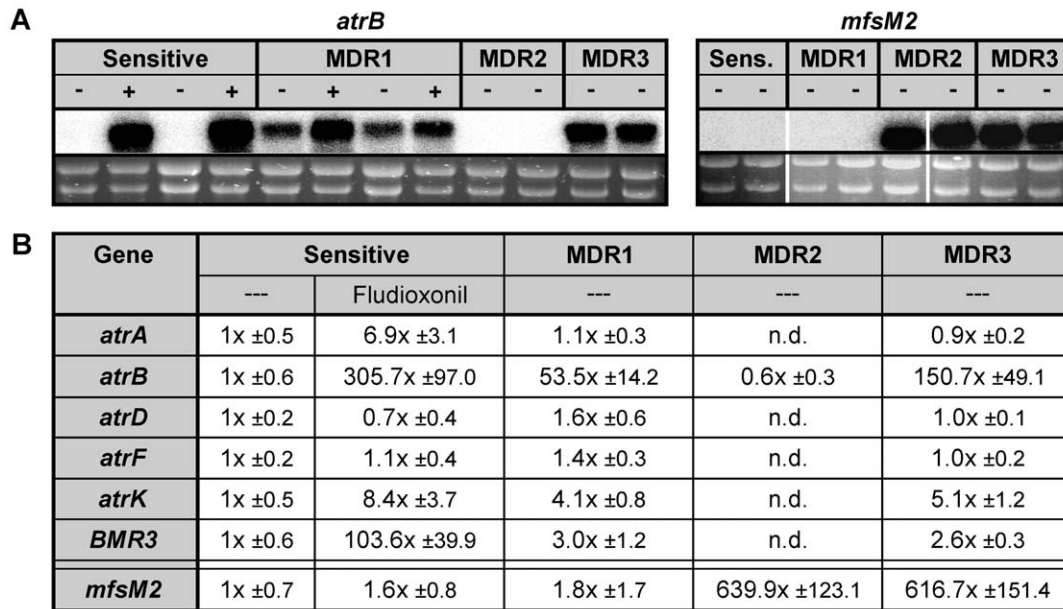 A
atrB
mfsM2
Sensitive MDR1 MDR2 MDR3
Sens. MDR1 MDR2 MDR3
- + - + - + - + - - - -
- - - - - - - -
B
Gene Sensitive MDR1 MDR2 MDR3
--- Fludioxonil --- --- ---
atrA 1x ±0.5 6.9x ±3.1 1.1x ±0.3 n.d. 0.9x ±0.2
atrB 1x ±0.6 305.7x ±97.0 53.5x ±14.2 0.6x ±0.3 150.7x ±49.1
atrD 1x ±0.2 0.7x ±0.4 1.6x ±0.6 n.d. 1.0x ±0.1
atrF 1x ±0.2 1.1x ±0.4 1.4x ±0.3 n.d. 1.0x ±0.2
atrK 1x ±0.5 8.4x ±3.7 4.1x ±0.8 n.d. 5.1x ±1.2
BMR3 1x ±0.6 103.6x ±39.9 3.0x ±1.2 n.d. 2.6x ±0.3
mfsM2 1x ±0.7 1.6x ±0.8 1.8x ±1.7 639.9x ±123.1 616.7x ±151.4